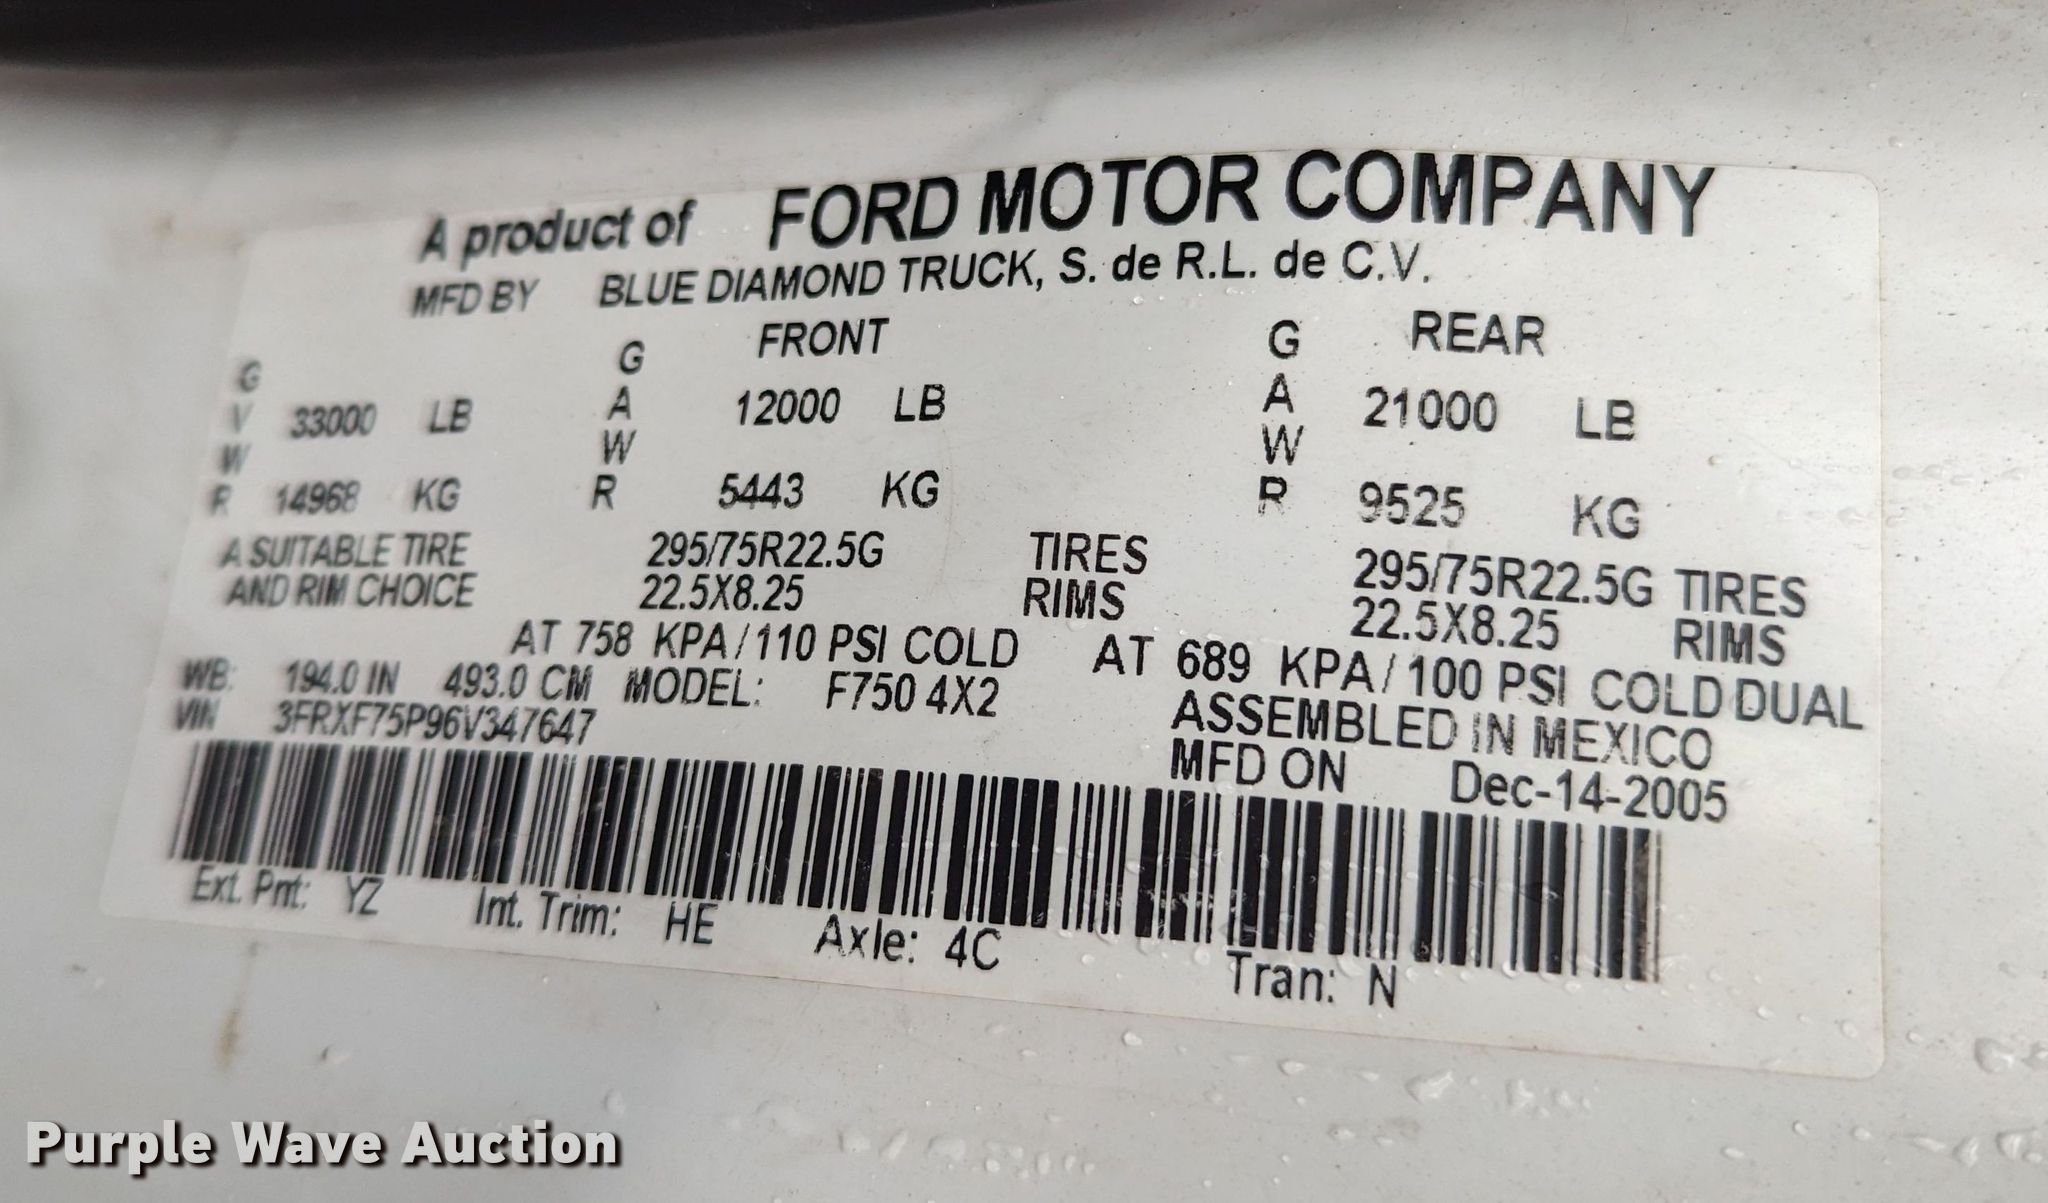 A product of FORD MOTOR COMPANY
MFD BY BLUE DIAMOND TRUCK, S. de R.L. de C.V.
G FRONT G REAR
G A A
V 33000 LB W 12000 LB W 21000 LB
W
R 14968 KG R 5443 KG R 9525 KG
A SUITABLE TIRE 295/75R22.5G TIRES 295/75R22.5G TIRES
AND RIM CHOICE 22.5X8.25 RIMS 22.5X8.25 RIMS
AT 758 KPA/110 PSI COLD AT 689 KPA/100 PSI COLD DUAL
WB: 194.0 IN 493.0 CM MODEL: F750 4X2 ASSEMBLED IN MEXICO
VIN 3FRXF75P96V347647 MFD ON Dec-14-2005
Ext. Pnt: YZ Int. Trim: HE Axle: 4C Tran: N
Purple Wave Auction